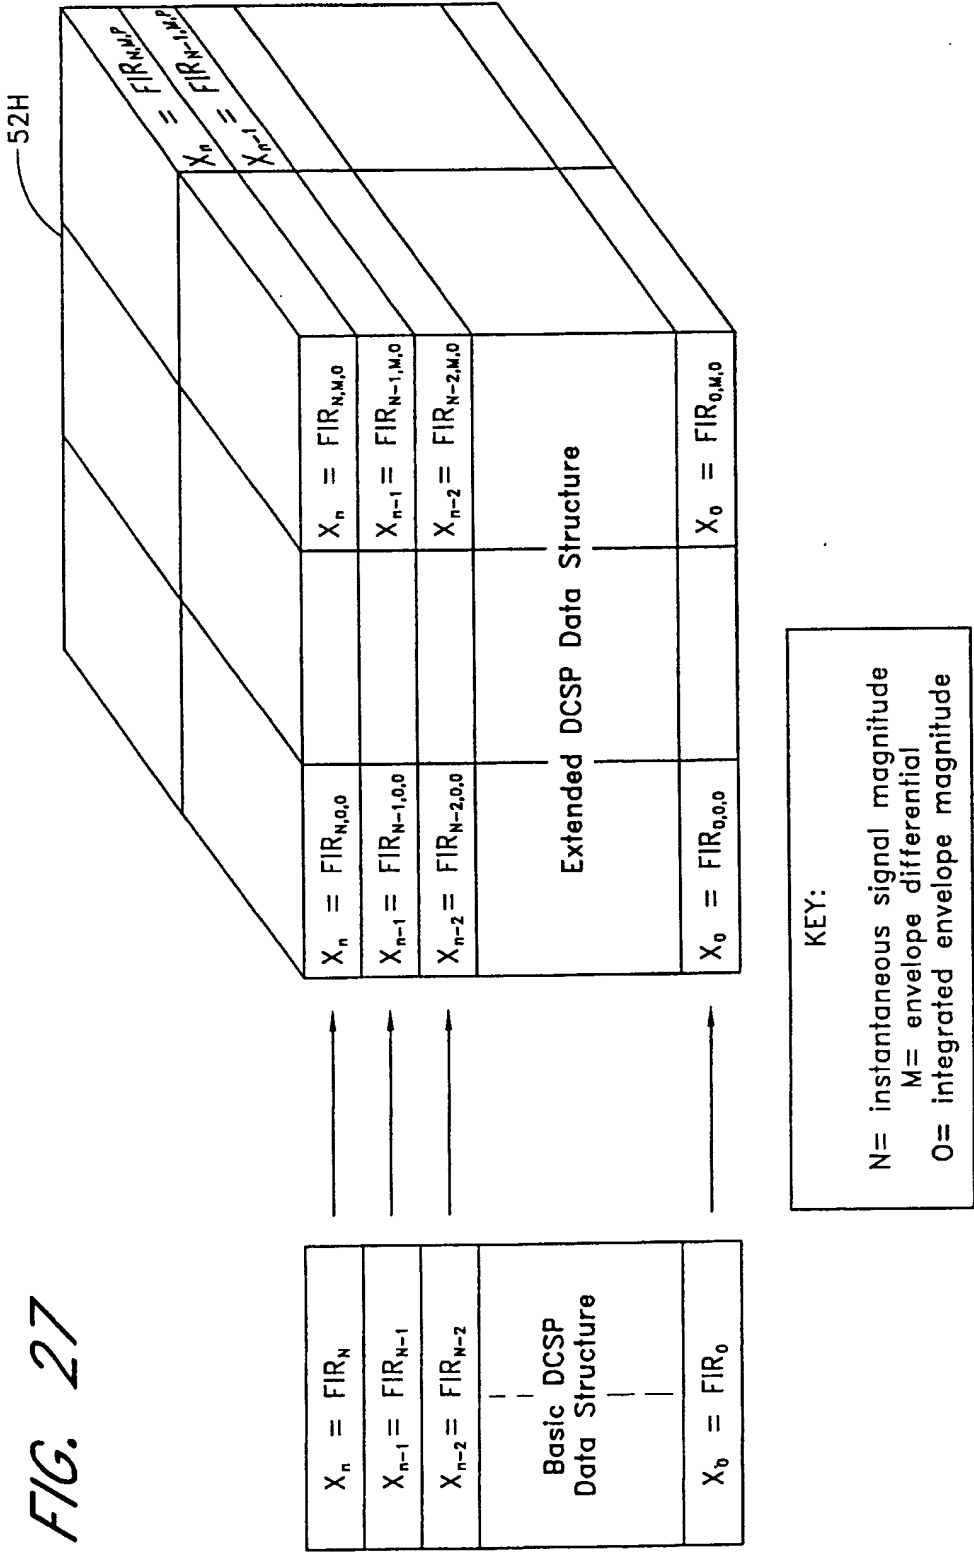 FIG. 27
X_n = FIR_N
X_n-1 = FIR_N-1
X_n-2 = FIR_N-2
Basic DCSP
Data Structure
X_0 = FIR_0
52H
X_n = FIR_N,M,P
X_n-1 = FIR_N-1,M,P
X_n = FIR_N,0,0
X_n = FIR_N,M,0
X_n-1 = FIR_N-1,0,0
X_n-1 = FIR_N-1,M,0
X_n-2 = FIR_N-2,0,0
X_n-2 = FIR_N-2,M,0
Extended DCSP Data Structure
X_0 = FIR_0,0,0
X_0 = FIR_0,M,0
KEY:
N= instantaneous signal magnitude
M= envelope differential
O= integrated envelope magnitude